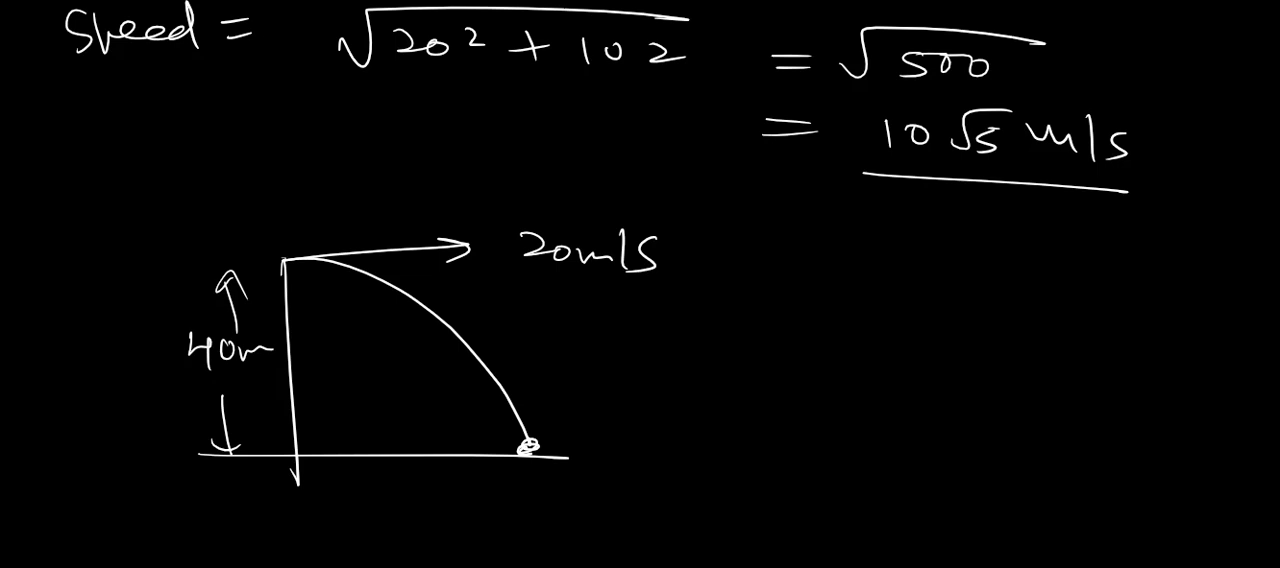 Speed = √20² + 10 2 = √500
= 10√5 m/s
20m/s
40m